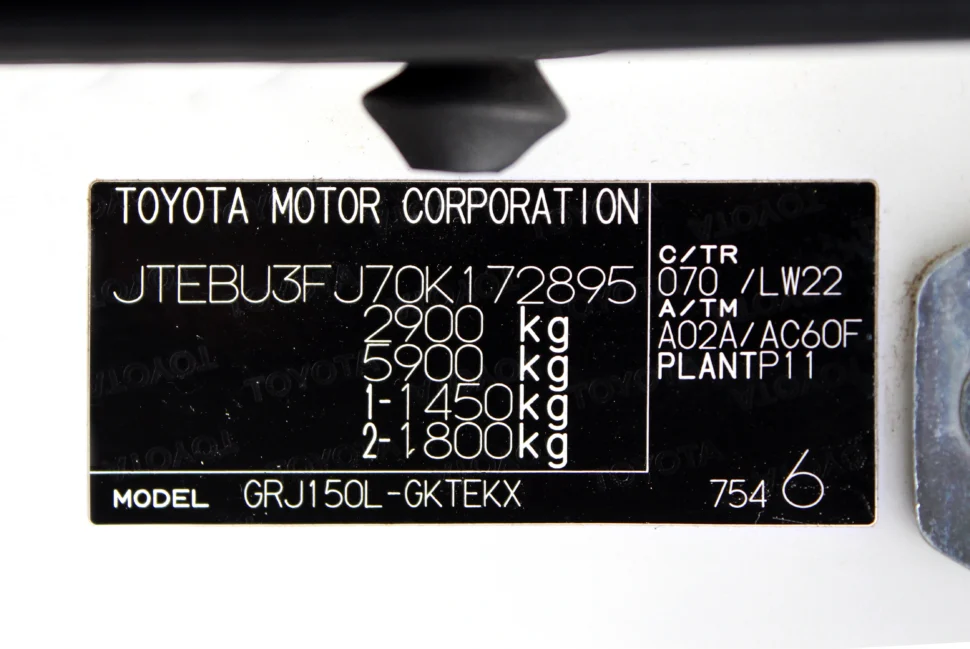 TOYOTA MOTOR CORPORATION
JTEBU3FJ70K172895
2900 kg
5900 kg
1-1450kg
2-1800kg
C/TR
070 /LW22
A/TM
A02A/AC60F
PLANTP11
MODEL GRJ150L-GKTEKX
754 6